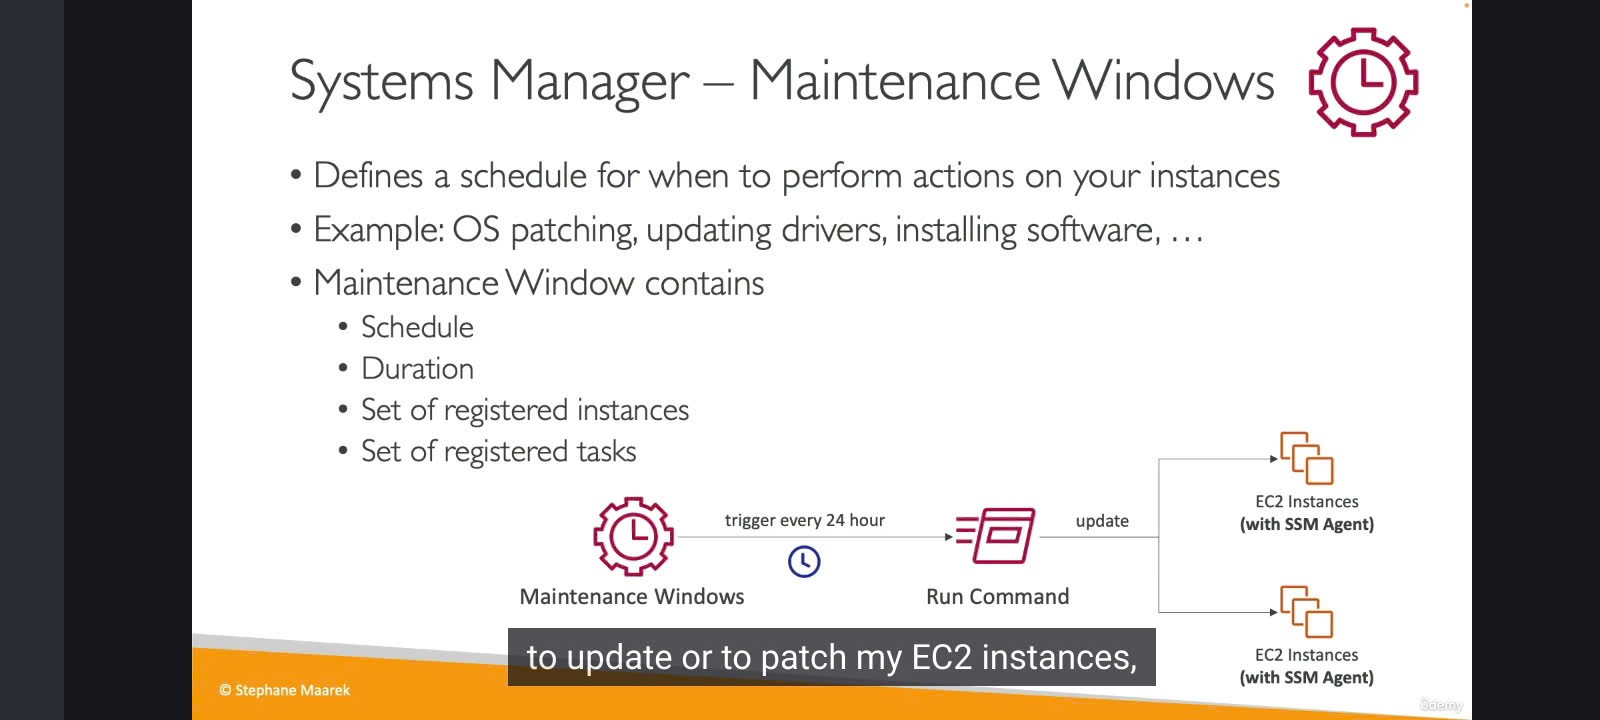 Systems Manager – Maintenance Windows
• Defines a schedule for when to perform actions on your instances
• Example: OS patching, updating drivers, installing software, …
• Maintenance Window contains
• Schedule
• Duration
• Set of registered instances
• Set of registered tasks
Maintenance Windows
trigger every 24 hour
Run Command
update
EC2 Instances
(with SSM Agent)
EC2 Instances
(with SSM Agent)
to update or to patch my EC2 instances,
© Stephane Maarek
ûdemy